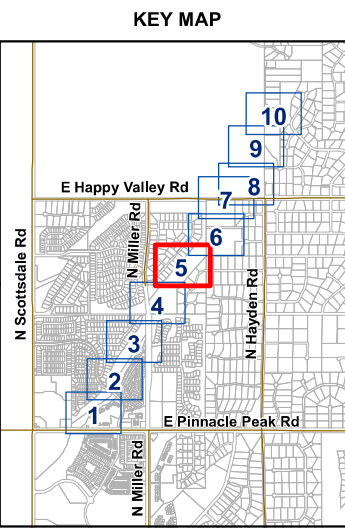 KEY MAP
10
9
8
E Happy Valley Rd
7
N Miller Rd
6
N Scottsdale Rd
5
N Hayden Rd
4
3
2
1
E Pinnacle Peak Rd
N Miller Rd